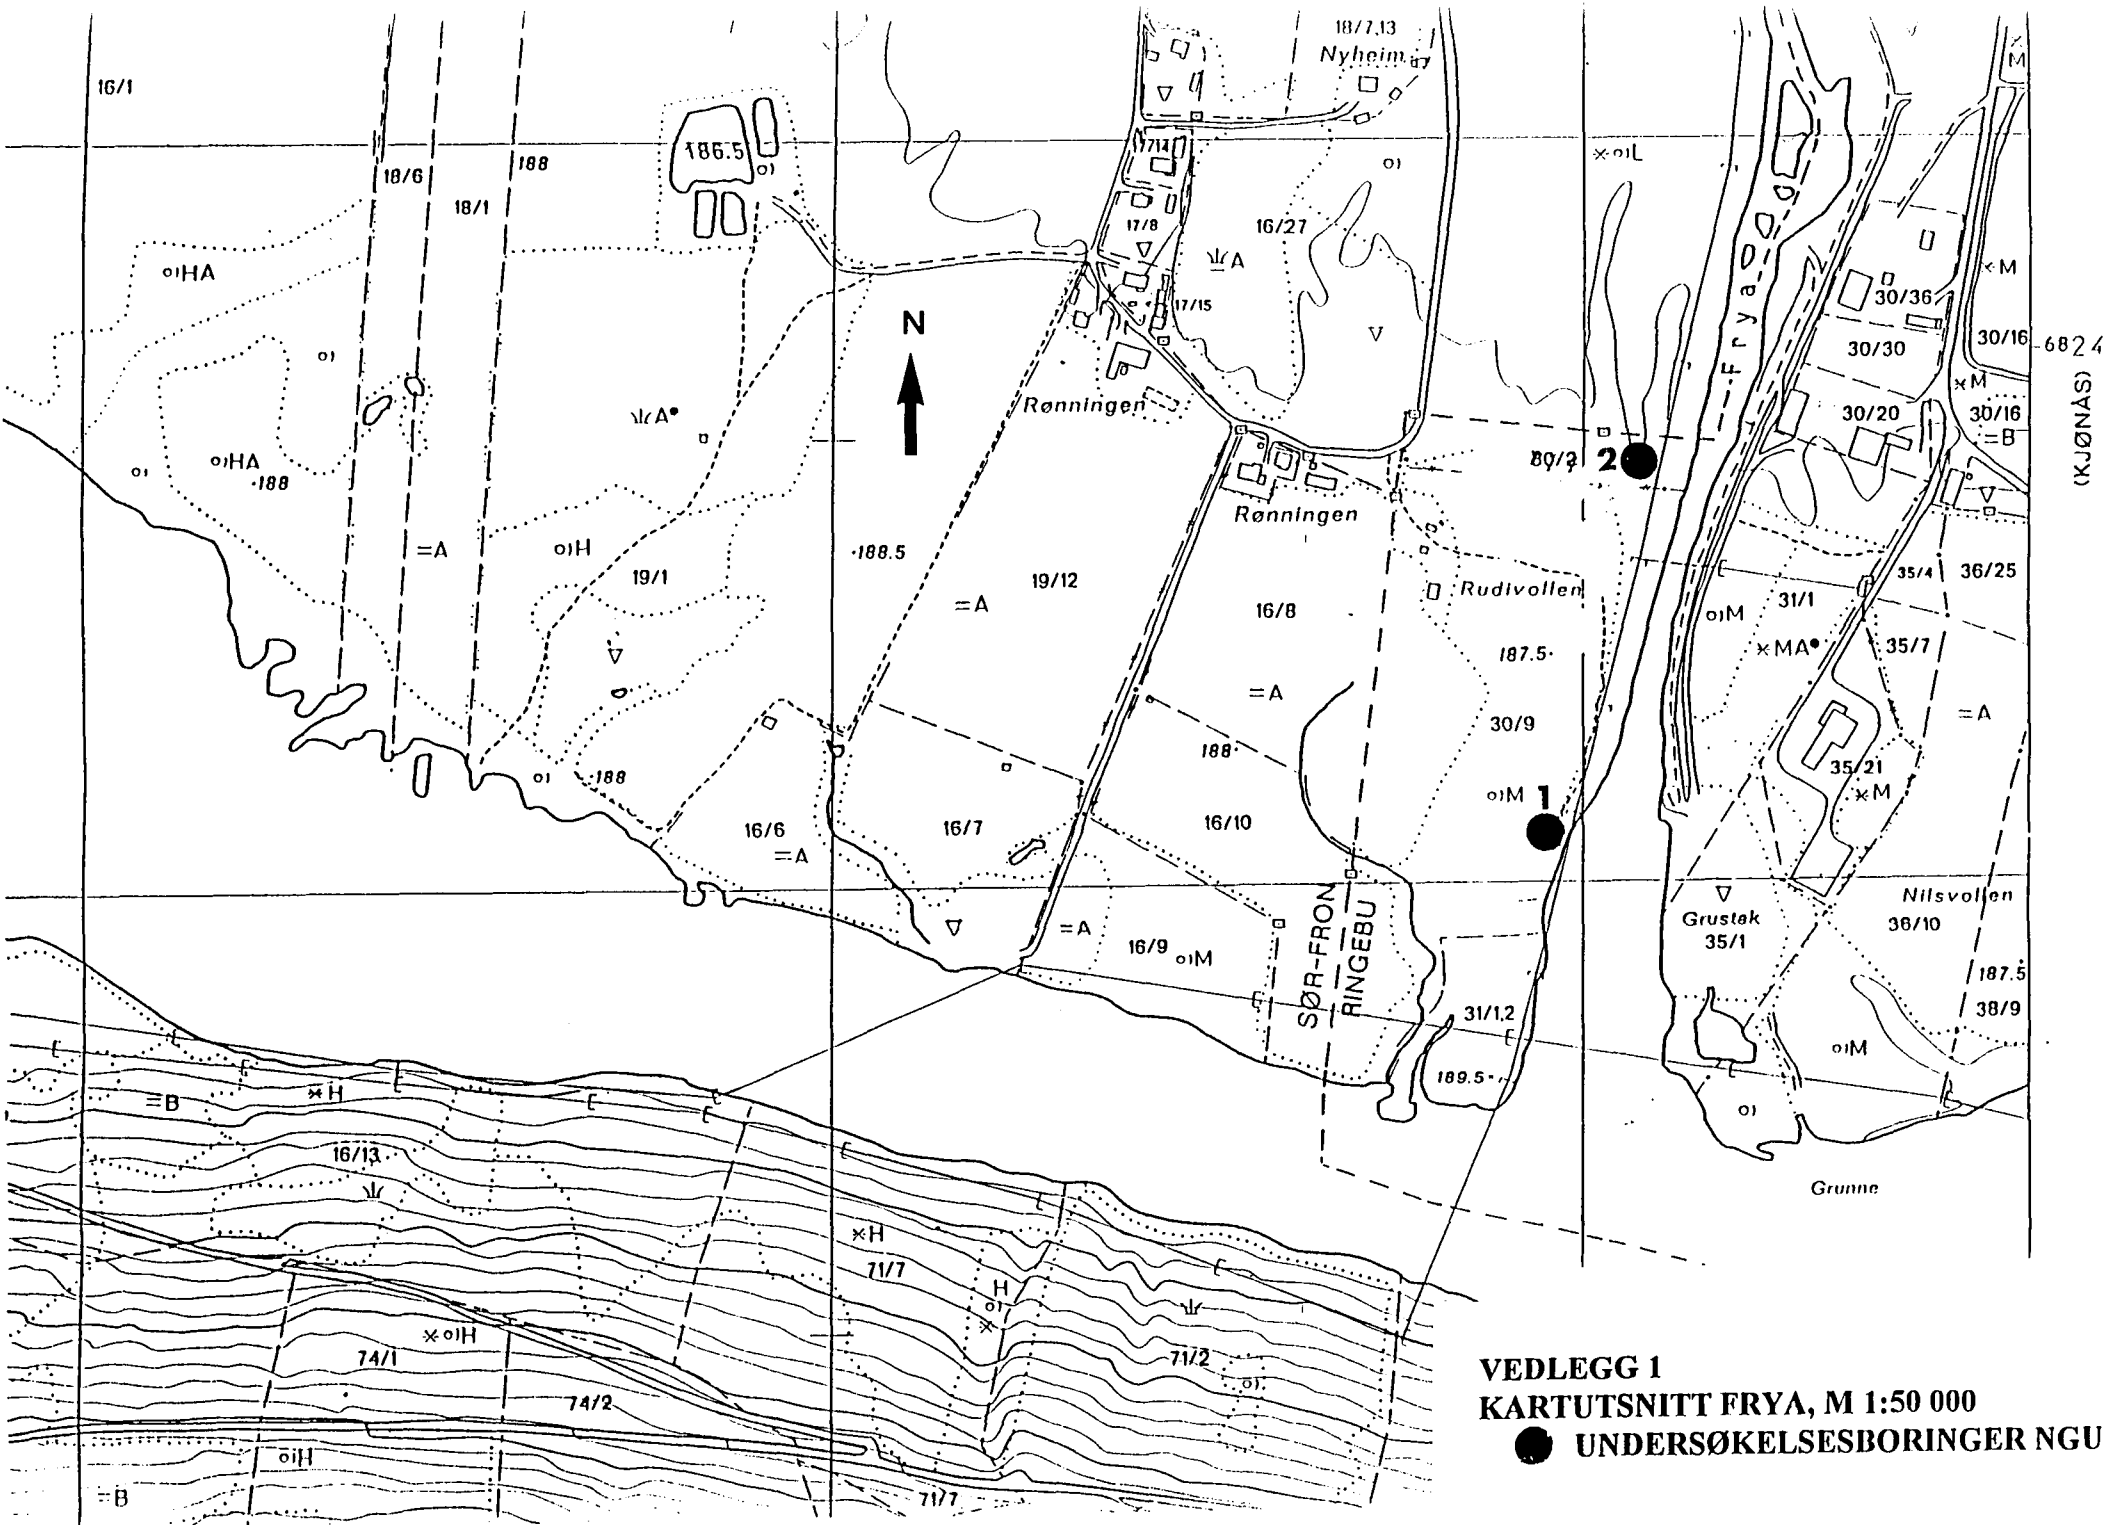 18/7,13
Nyheim
M
16/1
186.5
17/14
188
18/6
18/1
L
17/8
16/27
HA
A
M
17/15
30/36
N
Frya
30/16
6824
30/30
M
(KJØNÅS)
A
Rønningen
30/20
30/16
=B
HA
188
80/2
2
Rønningen
=A
H
188.5
19/1
19/12
=A
16/8
Rudivollen
35/4
36/25
31/1
M
MA
35/7
187.5
=A
30/9
=A
188
35/21
M
188
M
1
16/6
16/7
16/10
=A
Nilsvollen
36/10
Grustak
35/1
=A
16/9
M
SØR-FRON
RINGEBU
187.5
38/9
31/1,2
M
189.5
=B
H
16/13
Grunne
H
71/7
H
H
74/1
71/2
74/2
H
=B
71/7
VEDLEGG 1
KARTUTSNITT FRYA, M 1:50 000
UNDERSØKELSESBORINGER NGU